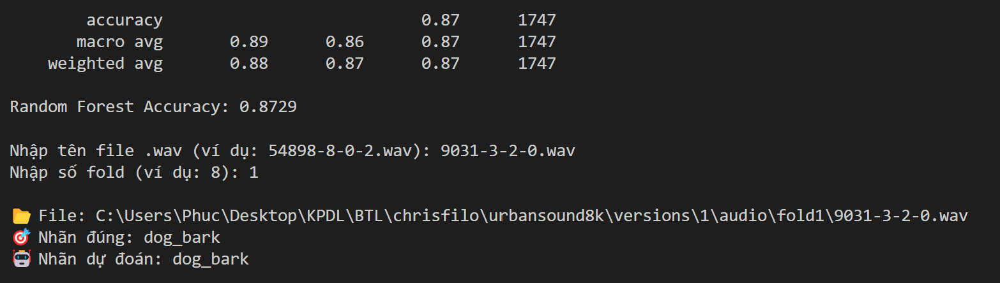 accuracy 0.87 1747
macro avg 0.89 0.86 0.87 1747
weighted avg 0.88 0.87 0.87 1747
Random Forest Accuracy: 0.8729
Nhập tên file .wav (ví dụ: 54898-8-0-2.wav): 9031-3-2-0.wav
Nhập số fold (ví dụ: 8): 1
📂 File: C:\Users\Phuc\Desktop\KPDL\BTL\chrisfilo\urbansound8k\versions\1\audio\fold1\9031-3-2-0.wav
🎯 Nhãn đúng: dog_bark
🤖 Nhãn dự đoán: dog_bark